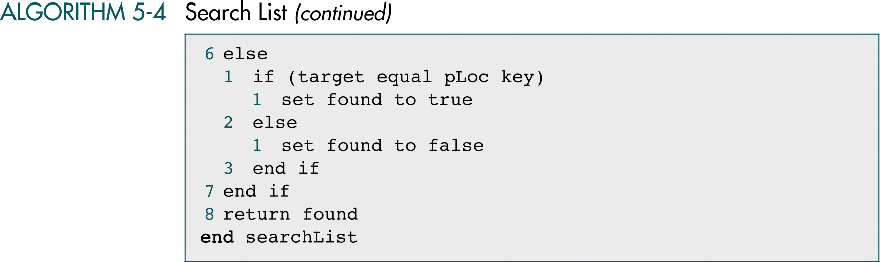 ALGORITHM 5-4 Search List (continued)
6 else
1 if (target equal pLoc key)
1 set found to true
2 else
1 set found to false
3 end if
7 end if
8 return found
end searchList